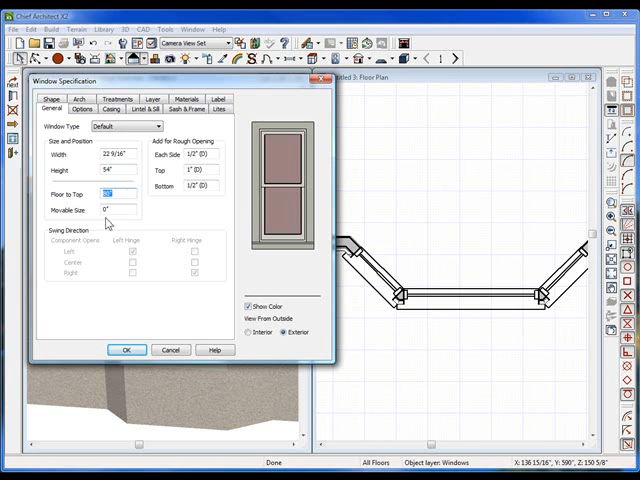 Chief Architect X2
File Edit Build Terrain Library 3D CAD Tools Window Help
Camera View Set
1
Window Specification
Untitled 3: Floor Plan
Shape Arch Treatments Layer Materials Label
General Options Casing Lintel & Sill Sash & Frame Lites
Window Type Default
Size and Position
Width 22 9/16"
Height 54"
Floor to Top
Movable Size 0"
Add for Rough Opening
Each Side 1/2" (D)
Top 1" (D)
Bottom 1/2" (D)
Swing Direction
Component Opens Left Hinge Right Hinge
Left
Center
Right
Show Color
View From Outside
Interior Exterior
OK Cancel Help
next
Done All Floors Object layer: Windows X: 136 15/16", Y: 590", Z: 150 5/8"